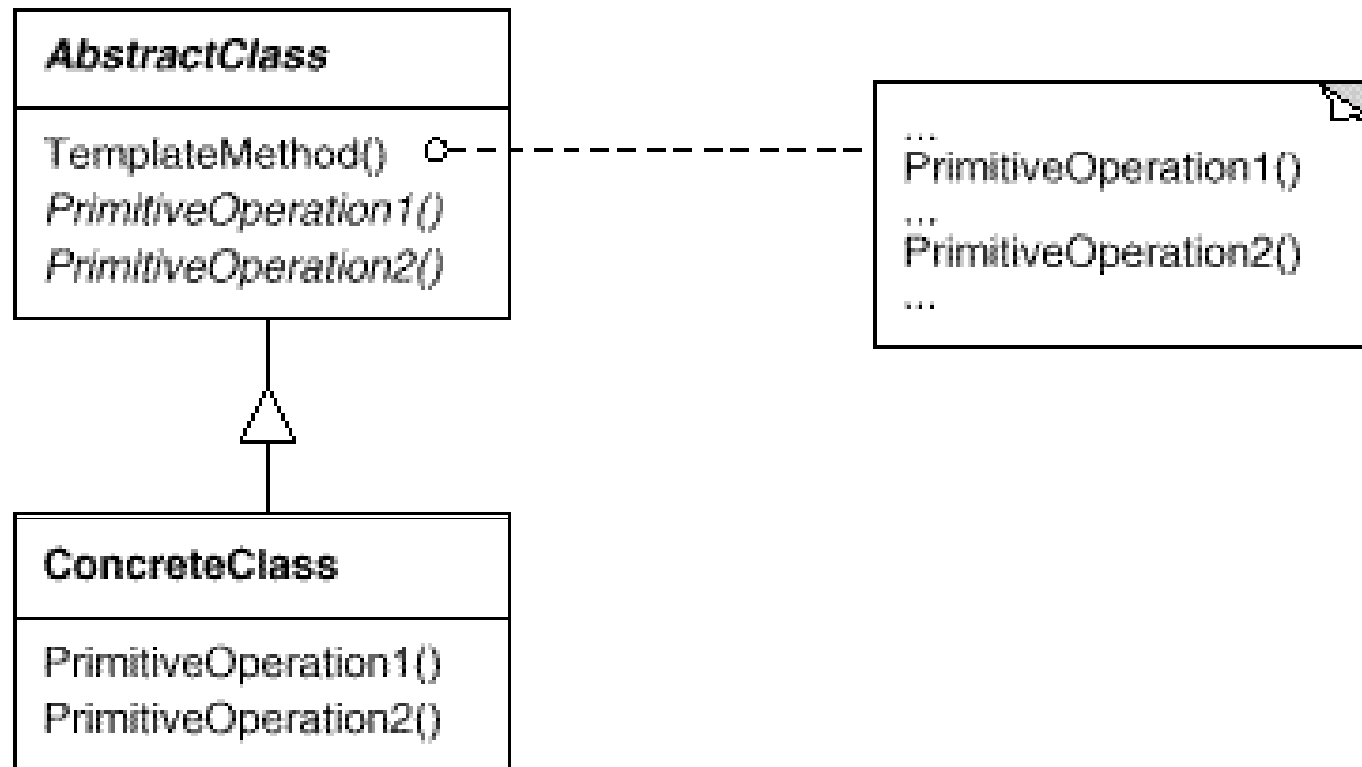 AbstractClass
TemplateMethod()
PrimitiveOperation1()
PrimitiveOperation2()
...
PrimitiveOperation1()
...
PrimitiveOperation2()
...
ConcreteClass
PrimitiveOperation1()
PrimitiveOperation2()